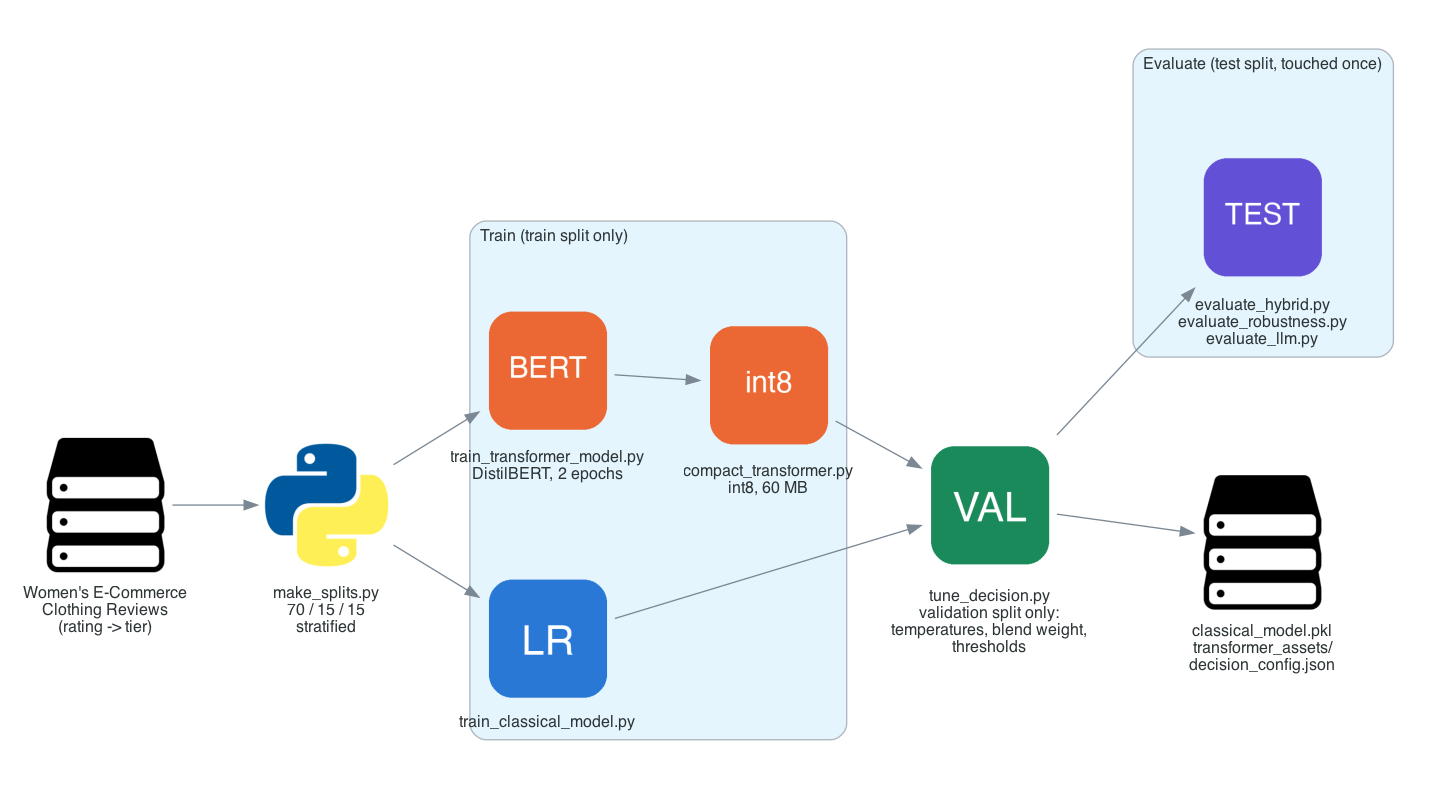 Women's E-Commerce
Clothing Reviews
(rating -> tier)
make_splits.py
70 / 15 / 15
stratified
Train (train split only)
BERT
train_transformer_model.py
DistilBERT, 2 epochs
int8
compact_transformer.py
int8, 60 MB
LR
train_classical_model.py
VAL
tune_decision.py
validation split only:
temperatures, blend weight,
thresholds
Evaluate (test split, touched once)
TEST
evaluate_hybrid.py
evaluate_robustness.py
evaluate_llm.py
classical_model.pkl
transformer_assets/
decision_config.json